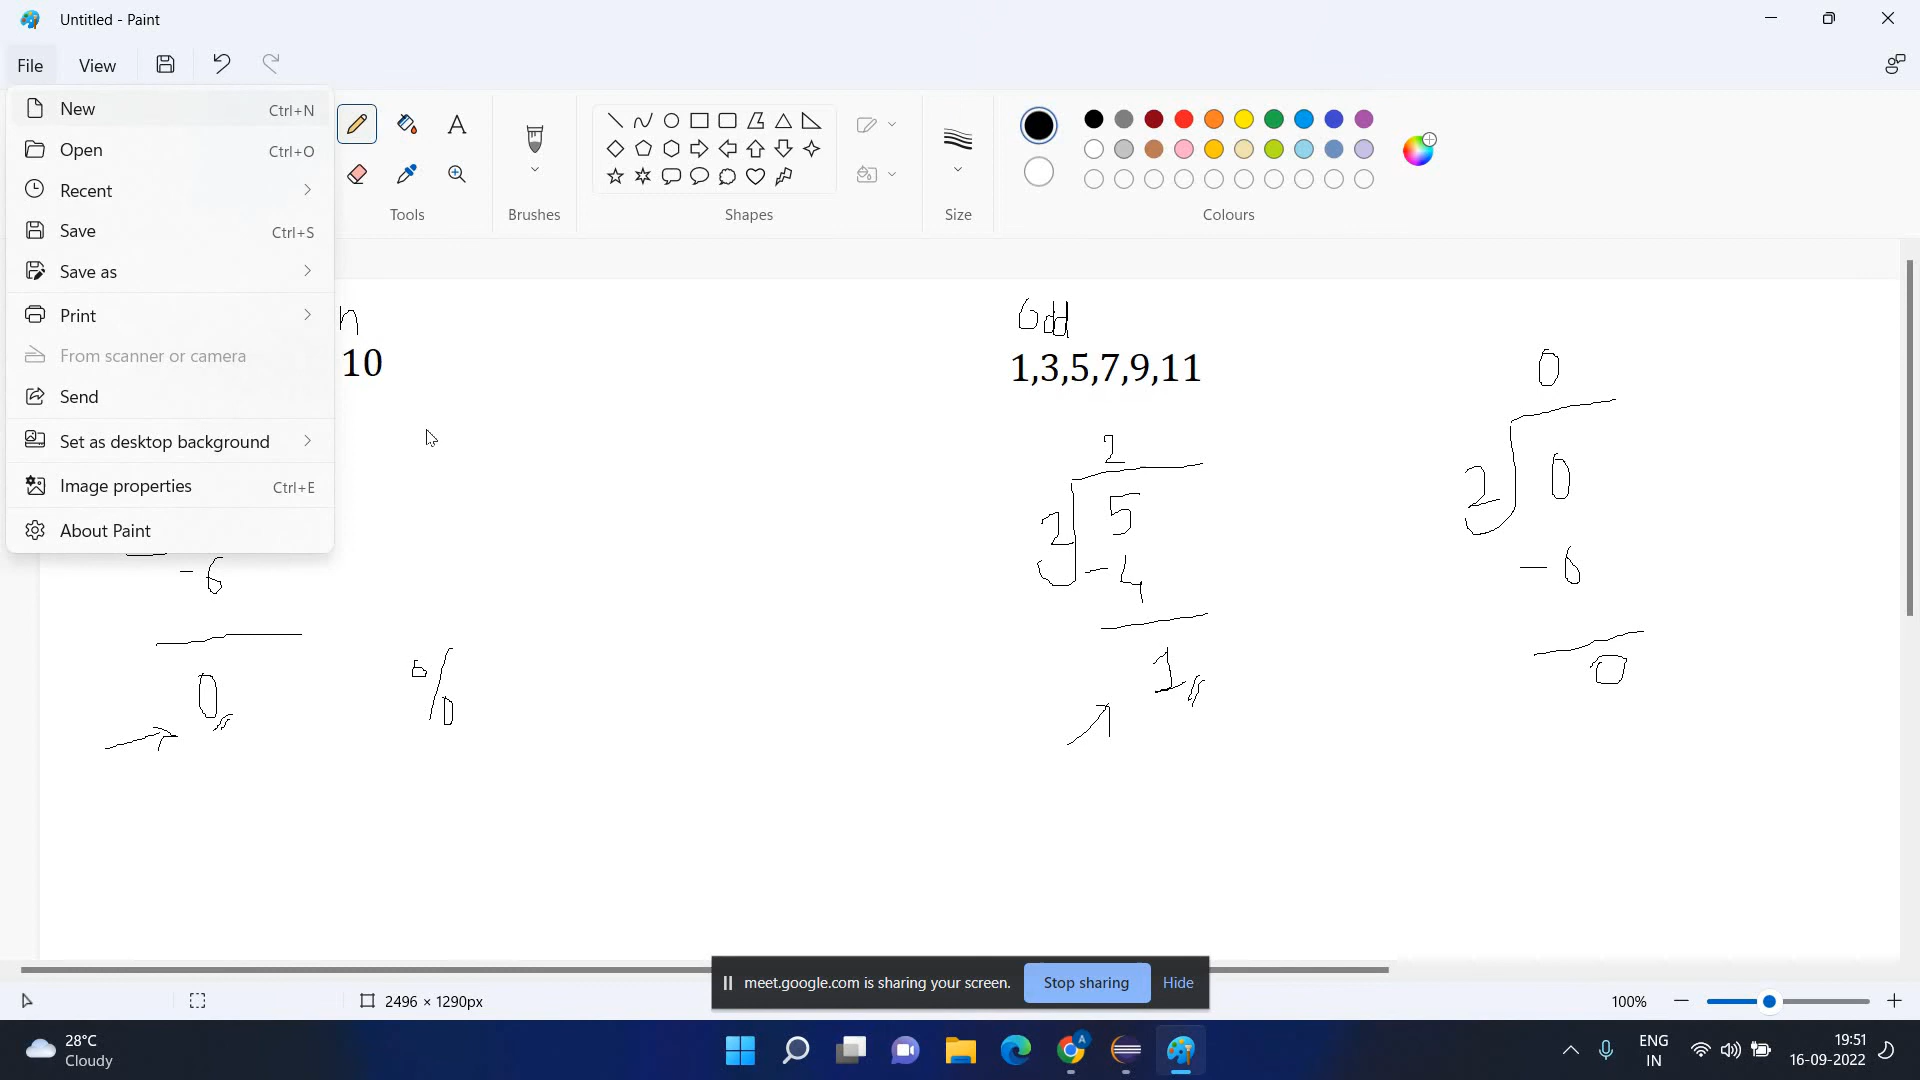 Untitled - Paint
File View
New Ctrl+N
Open Ctrl+O
Recent
Save Ctrl+S
Save as
Print
From scanner or camera
Send
Set as desktop background
Image properties Ctrl+E
About Paint
Tools
Brushes
Shapes
Size
Colours
n
10
- 6
0
%
Odd
1,3,5,7,9,11
2
2 5
- 4
1
0
2 0
- 0
0
meet.google.com is sharing your screen. Stop sharing Hide
2496 × 1290px
100%
28°C
Cloudy
ENG
IN
19:51
16-09-2022